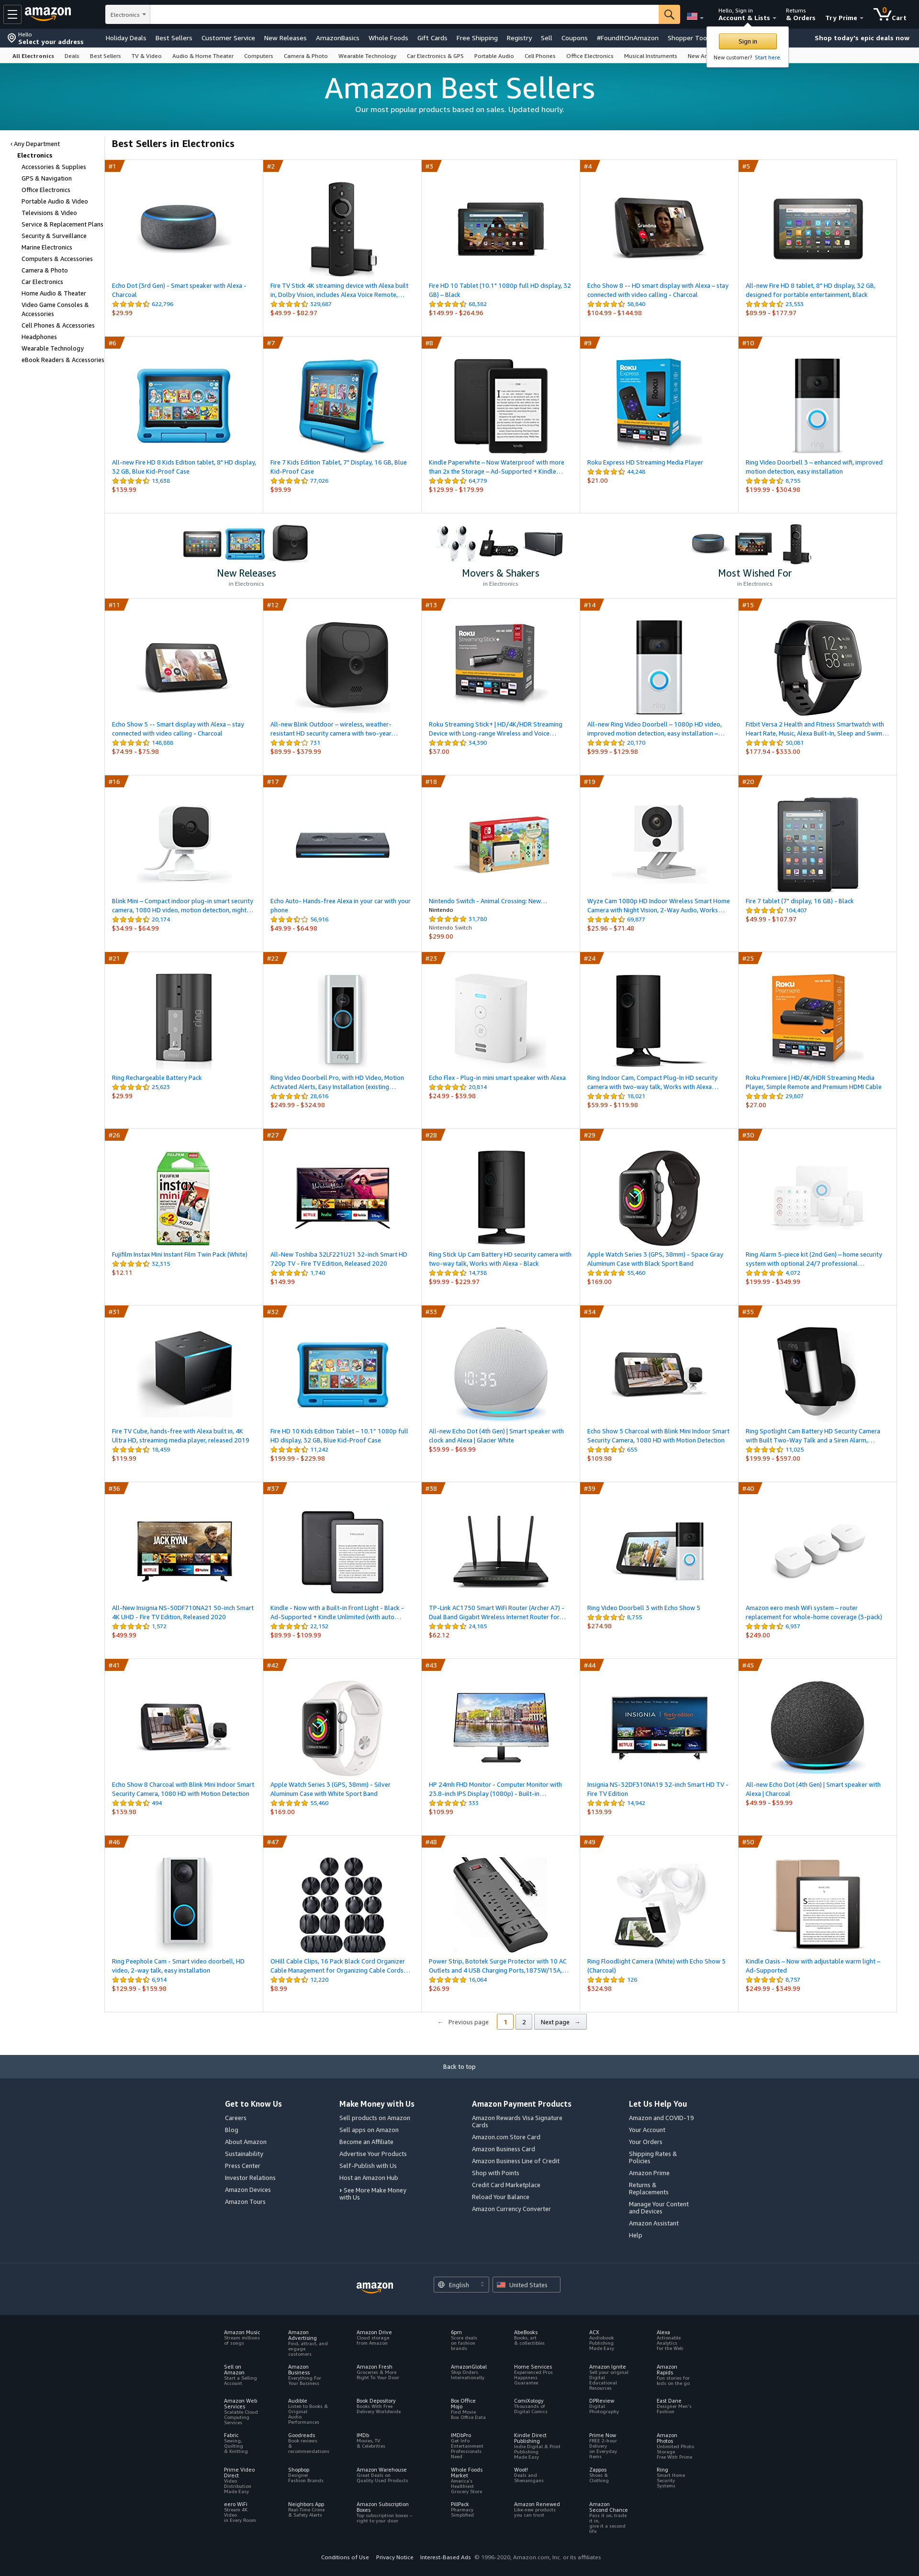 Electronics
Hello
Select your address
Hello, Sign in
Account & Lists
Returns
& Orders
Try Prime
0
Cart
Holiday Deals
Best Sellers
Customer Service
New Releases
AmazonBasics
Whole Foods
Gift Cards
Free Shipping
Registry
Sell
Coupons
#FoundItOnAmazon
Shopper Too
Shop today's epic deals now
Sign in
New customer? Start here.
All Electronics
Deals
Best Sellers
TV & Video
Audio & Home Theater
Computers
Camera & Photo
Wearable Technology
Car Electronics & GPS
Portable Audio
Cell Phones
Office Electronics
Musical Instruments
New Ar
Amazon Best Sellers
Our most popular products based on sales. Updated hourly.
‹ Any Department
Electronics
Accessories & Supplies
GPS & Navigation
Office Electronics
Portable Audio & Video
Televisions & Video
Service & Replacement Plans
Security & Surveillance
Marine Electronics
Computers & Accessories
Camera & Photo
Car Electronics
Home Audio & Theater
Video Game Consoles &
Accessories
Cell Phones & Accessories
Headphones
Wearable Technology
eBook Readers & Accessories
Best Sellers in Electronics
#1
Echo Dot (3rd Gen) - Smart speaker with Alexa -
Charcoal
622,796
$29.99
#2
Fire TV Stick 4K streaming device with Alexa built
in, Dolby Vision, includes Alexa Voice Remote,…
329,687
$49.99 - $82.97
#3
Fire HD 10 Tablet (10.1" 1080p full HD display, 32
GB) – Black
68,382
$149.99 - $264.96
#4
Echo Show 8 -- HD smart display with Alexa – stay
connected with video calling - Charcoal
58,840
$104.99 - $144.98
#5
All-new Fire HD 8 tablet, 8" HD display, 32 GB,
designed for portable entertainment, Black
23,553
$89.99 - $177.97
#6
All-new Fire HD 8 Kids Edition tablet, 8" HD display,
32 GB, Blue Kid-Proof Case
13,638
$139.99
#7
Fire 7 Kids Edition Tablet, 7" Display, 16 GB, Blue
Kid-Proof Case
77,026
$99.99
#8
Kindle Paperwhite – Now Waterproof with more
than 2x the Storage – Ad-Supported + Kindle…
64,779
$129.99 - $179.99
#9
Roku Express HD Streaming Media Player
44,248
$21.00
#10
Ring Video Doorbell 3 – enhanced wifi, improved
motion detection, easy installation
8,755
$199.99 - $304.98
New Releases
in Electronics
Movers & Shakers
in Electronics
Most Wished For
in Electronics
#11
Echo Show 5 -- Smart display with Alexa – stay
connected with video calling - Charcoal
148,888
$74.99 - $75.98
#12
All-new Blink Outdoor – wireless, weather-
resistant HD security camera with two-year…
731
$89.99 - $379.99
#13
Roku Streaming Stick+ | HD/4K/HDR Streaming
Device with Long-range Wireless and Voice…
34,390
$37.00
#14
All-new Ring Video Doorbell – 1080p HD video,
improved motion detection, easy installation –…
20,170
$99.99 - $129.98
#15
Fitbit Versa 2 Health and Fitness Smartwatch with
Heart Rate, Music, Alexa Built-In, Sleep and Swim…
50,081
$177.94 - $333.00
#16
Blink Mini – Compact indoor plug-in smart security
camera, 1080 HD video, motion detection, night…
20,174
$34.99 - $64.99
#17
Echo Auto- Hands-free Alexa in your car with your
phone
56,916
$49.99 - $64.98
#18
Nintendo Switch - Animal Crossing: New…
Nintendo
31,780
Nintendo Switch
$299.00
#19
Wyze Cam 1080p HD Indoor Wireless Smart Home
Camera with Night Vision, 2-Way Audio, Works…
69,877
$25.96 - $71.48
#20
Fire 7 tablet (7" display, 16 GB) - Black
104,407
$49.99 - $107.97
#21
Ring Rechargeable Battery Pack
25,623
$29.99
#22
Ring Video Doorbell Pro, with HD Video, Motion
Activated Alerts, Easy Installation (existing…
28,616
$249.99 - $324.98
#23
Echo Flex - Plug-in mini smart speaker with Alexa
20,814
$24.99 - $39.98
#24
Ring Indoor Cam, Compact Plug-In HD security
camera with two-way talk, Works with Alexa…
18,021
$59.99 - $119.98
#25
Roku Premiere | HD/4K/HDR Streaming Media
Player, Simple Remote and Premium HDMI Cable
29,807
$27.00
#26
Fujifilm Instax Mini Instant Film Twin Pack (White)
32,315
$12.11
#27
All-New Toshiba 32LF221U21 32-inch Smart HD
720p TV - Fire TV Edition, Released 2020
1,740
$149.99
#28
Ring Stick Up Cam Battery HD security camera with
two-way talk, Works with Alexa - Black
14,738
$99.99 - $229.97
#29
Apple Watch Series 3 (GPS, 38mm) - Space Gray
Aluminum Case with Black Sport Band
55,460
$169.00
#30
Ring Alarm 5-piece kit (2nd Gen) – home security
system with optional 24/7 professional…
4,072
$199.99 - $349.99
#31
Fire TV Cube, hands-free with Alexa built in, 4K
Ultra HD, streaming media player, released 2019
18,459
$119.99
#32
Fire HD 10 Kids Edition Tablet – 10.1" 1080p full
HD display, 32 GB, Blue Kid-Proof Case
11,242
$199.99 - $229.98
#33
All-new Echo Dot (4th Gen) | Smart speaker with
clock and Alexa | Glacier White
$59.99 - $69.99
#34
Echo Show 5 Charcoal with Blink Mini Indoor Smart
Security Camera, 1080 HD with Motion Detection
655
$109.98
#35
Ring Spotlight Cam Battery HD Security Camera
with Built Two-Way Talk and a Siren Alarm,…
11,025
$199.99 - $597.00
#36
All-New Insignia NS-50DF710NA21 50-inch Smart
4K UHD - Fire TV Edition, Released 2020
1,572
$499.99
#37
Kindle - Now with a Built-in Front Light - Black -
Ad-Supported + Kindle Unlimited (with auto…
22,152
$89.99 - $109.99
#38
TP-Link AC1750 Smart WiFi Router (Archer A7) -
Dual Band Gigabit Wireless Internet Router for…
24,185
$62.12
#39
Ring Video Doorbell 3 with Echo Show 5
8,755
$274.98
#40
Amazon eero mesh WiFi system – router
replacement for whole-home coverage (3-pack)
6,937
$249.00
#41
Echo Show 8 Charcoal with Blink Mini Indoor Smart
Security Camera, 1080 HD with Motion Detection
494
$139.98
#42
Apple Watch Series 3 (GPS, 38mm) - Silver
Aluminum Case with White Sport Band
55,460
$169.00
#43
HP 24mh FHD Monitor - Computer Monitor with
23.8-inch IPS Display (1080p) - Built-in…
333
$109.99
#44
Insignia NS-32DF310NA19 32-inch Smart HD TV -
Fire TV Edition
14,942
$139.99
#45
All-new Echo Dot (4th Gen) | Smart speaker with
Alexa | Charcoal
$49.99 - $59.99
#46
Ring Peephole Cam - Smart video doorbell, HD
video, 2-way talk, easy installation
6,914
$129.99 - $159.98
#47
OHill Cable Clips, 16 Pack Black Cord Organizer
Cable Management for Organizing Cable Cords…
12,220
$8.99
#48
Power Strip, Bototek Surge Protector with 10 AC
Outlets and 4 USB Charging Ports,1875W/15A,…
16,064
$26.99
#49
Ring Floodlight Camera (White) with Echo Show 5
(Charcoal)
126
$324.98
#50
Kindle Oasis – Now with adjustable warm light –
Ad-Supported
8,757
$249.99 - $349.99
← Previous page
1
2
Next page →
Back to top
Get to Know Us
Careers
Blog
About Amazon
Sustainability
Press Center
Investor Relations
Amazon Devices
Amazon Tours
Make Money with Us
Sell products on Amazon
Sell apps on Amazon
Become an Affiliate
Advertise Your Products
Self-Publish with Us
Host an Amazon Hub
› See More Make Money
with Us
Amazon Payment Products
Amazon Rewards Visa Signature
Cards
Amazon.com Store Card
Amazon Business Card
Amazon Business Line of Credit
Shop with Points
Credit Card Marketplace
Reload Your Balance
Amazon Currency Converter
Let Us Help You
Amazon and COVID-19
Your Account
Your Orders
Shipping Rates &
Policies
Amazon Prime
Returns &
Replacements
Manage Your Content
and Devices
Amazon Assistant
Help
amazon
English
United States
Amazon Music
Stream millions
of songs
Amazon
Advertising
Find, attract, and
engage
customers
Amazon Drive
Cloud storage
from Amazon
6pm
Score deals
on fashion
brands
AbeBooks
Books, art
& collectibles
ACX
Audiobook
Publishing
Made Easy
Alexa
Actionable
Analytics
for the Web
Sell on
Amazon
Start a Selling
Account
Amazon
Business
Everything For
Your Business
Amazon Fresh
Groceries & More
Right To Your Door
AmazonGlobal
Ship Orders
Internationally
Home Services
Experienced Pros
Happiness
Guarantee
Amazon Ignite
Sell your original
Digital
Educational
Resources
Amazon
Rapids
Fun stories for
kids on the go
Amazon Web
Services
Scalable Cloud
Computing
Services
Audible
Listen to Books &
Original
Audio
Performances
Book Depository
Books With Free
Delivery Worldwide
Box Office
Mojo
Find Movie
Box Office Data
ComiXology
Thousands of
Digital Comics
DPReview
Digital
Photography
East Dane
Designer Men's
Fashion
Fabric
Sewing,
Quilting
& Knitting
Goodreads
Book reviews
&
recommendations
IMDb
Movies, TV
& Celebrities
IMDbPro
Get Info
Entertainment
Professionals
Need
Kindle Direct
Publishing
Indie Digital & Print
Publishing
Made Easy
Prime Now
FREE 2-hour
Delivery
on Everyday
Items
Amazon
Photos
Unlimited Photo
Storage
Free With Prime
Prime Video
Direct
Video
Distribution
Made Easy
Shopbop
Designer
Fashion Brands
Amazon Warehouse
Great Deals on
Quality Used Products
Whole Foods
Market
America's
Healthiest
Grocery Store
Woot!
Deals and
Shenanigans
Zappos
Shoes &
Clothing
Ring
Smart Home
Security
Systems
eero WiFi
Stream 4K
Video
in Every Room
Neighbors App
Real-Time Crime
& Safety Alerts
Amazon Subscription
Boxes
Top subscription boxes –
right to your door
PillPack
Pharmacy
Simplified
Amazon Renewed
Like-new products
you can trust
Amazon
Second Chance
Pass it on, trade
it in,
give it a second
life
Conditions of Use
Privacy Notice
Interest-Based Ads
© 1996-2020, Amazon.com, Inc. or its affiliates